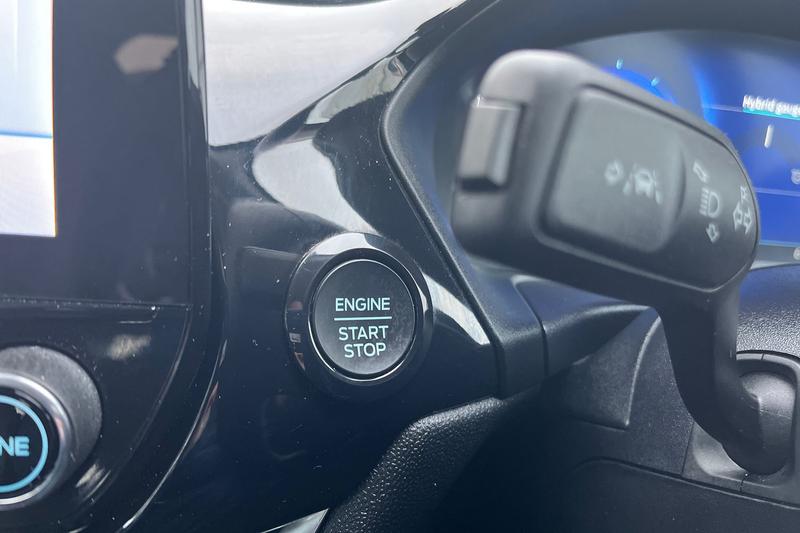 Hybrid gauge
ENGINE
START
STOP
NE